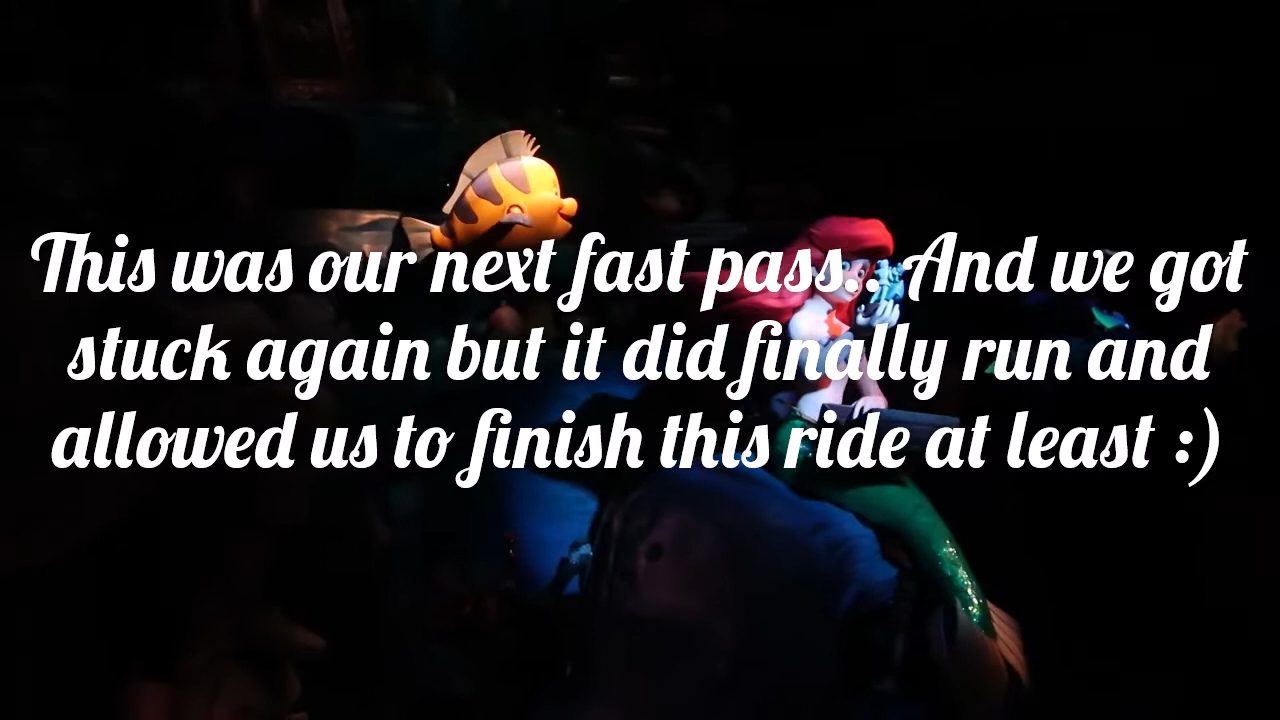 This was our next fast pass.. And we got
stuck again but it did finally run and
allowed us to finish this ride at least :)